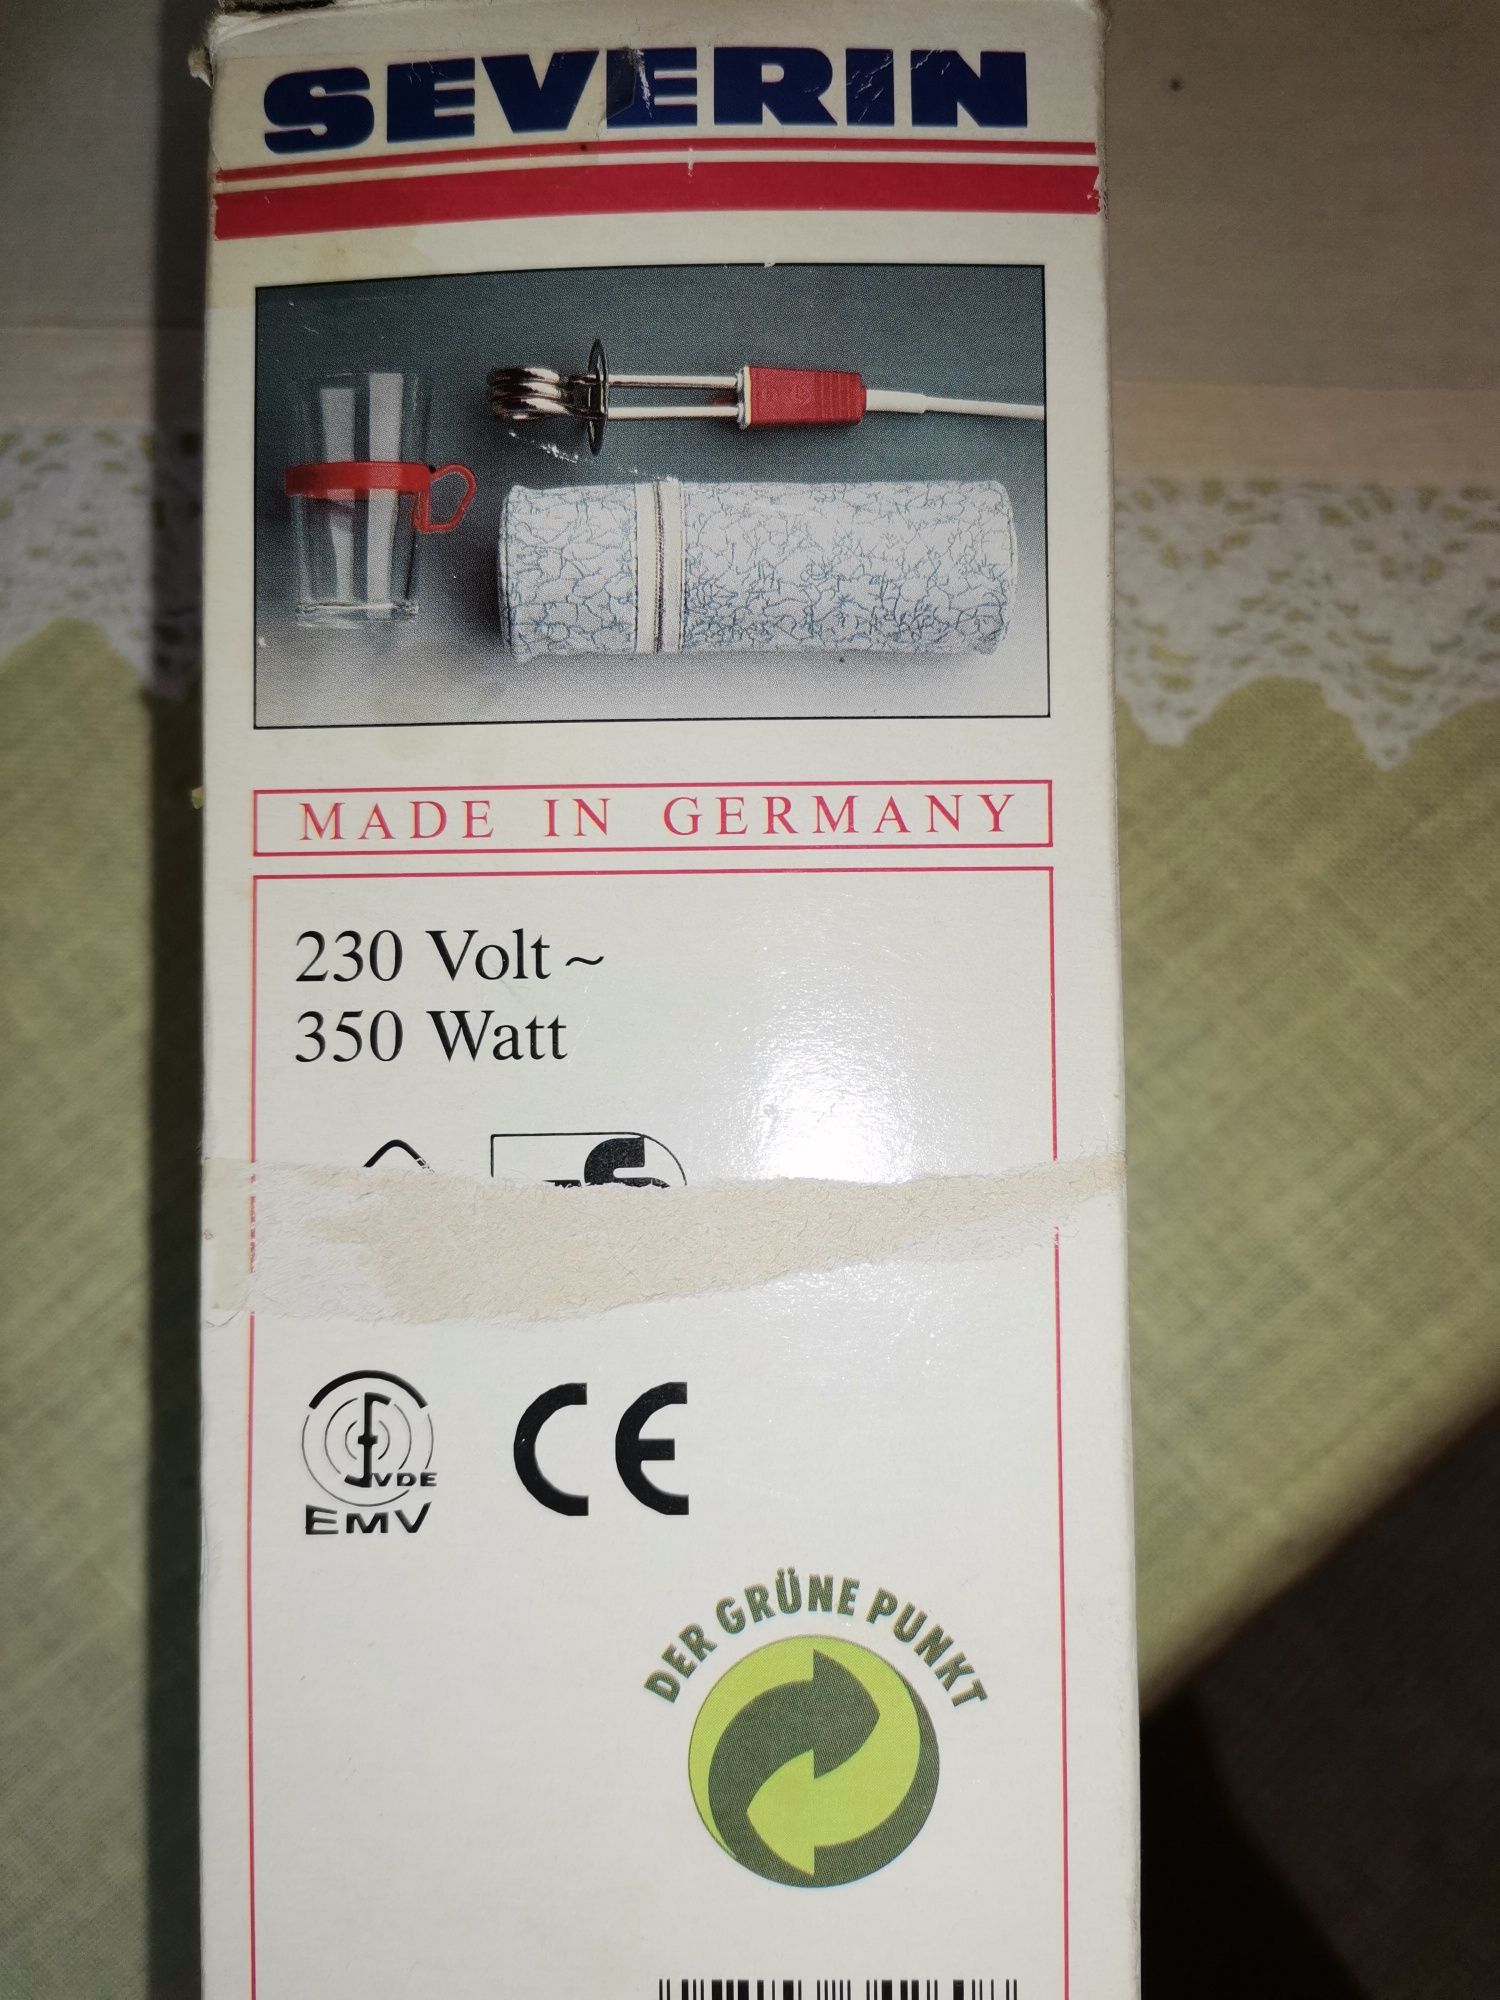 SEVERIN
MADE IN GERMANY
230 Volt ~
350 Watt
VDE
EMV
CE
DER GRÜNE PUNKT